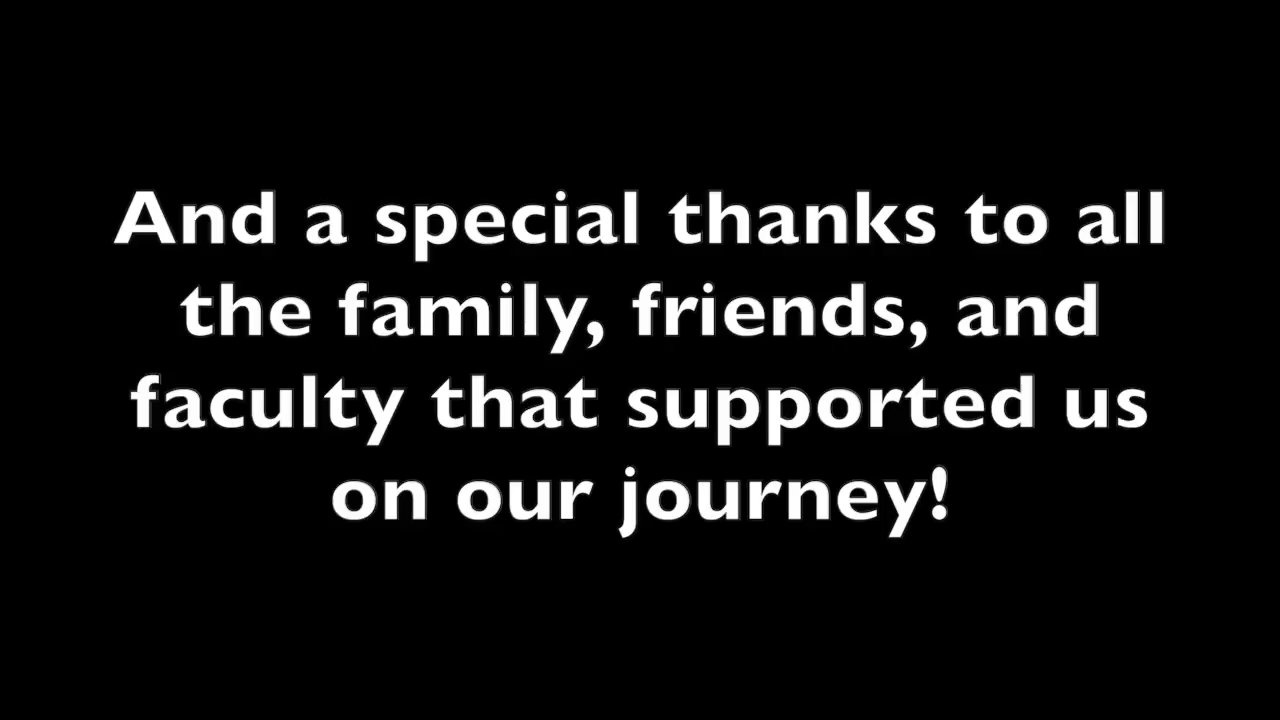 And a special thanks to all
the family, friends, and
faculty that supported us
on our journey!